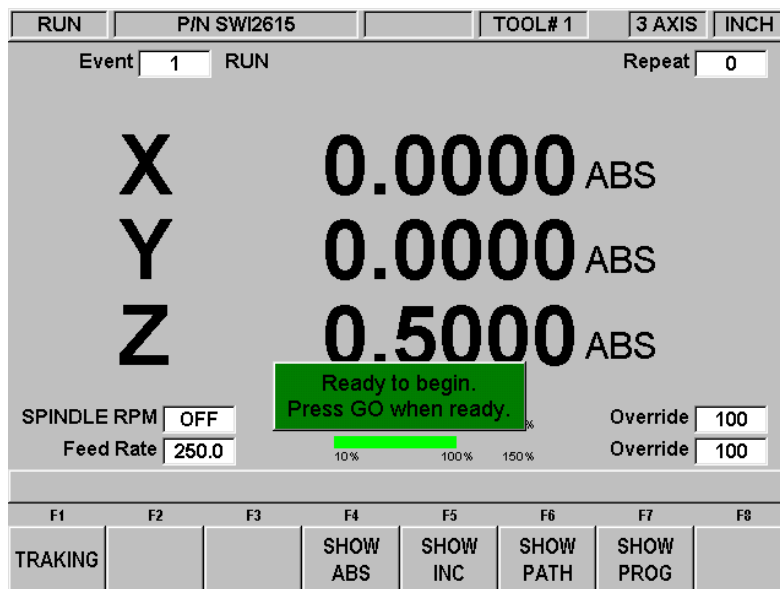 RUN P/N SWI2615 TOOL# 1 3 AXIS INCH
Event 1 RUN Repeat 0
X 0.0000 ABS
Y 0.0000 ABS
Z 0.5000 ABS
Ready to begin.
Press GO when ready.
SPINDLE RPM OFF % Override 100
Feed Rate 250.0 Override 100
10% 100% 150%
F1 F2 F3 F4 F5 F6 F7 F8
TRAKING SHOW ABS SHOW INC SHOW PATH SHOW PROG